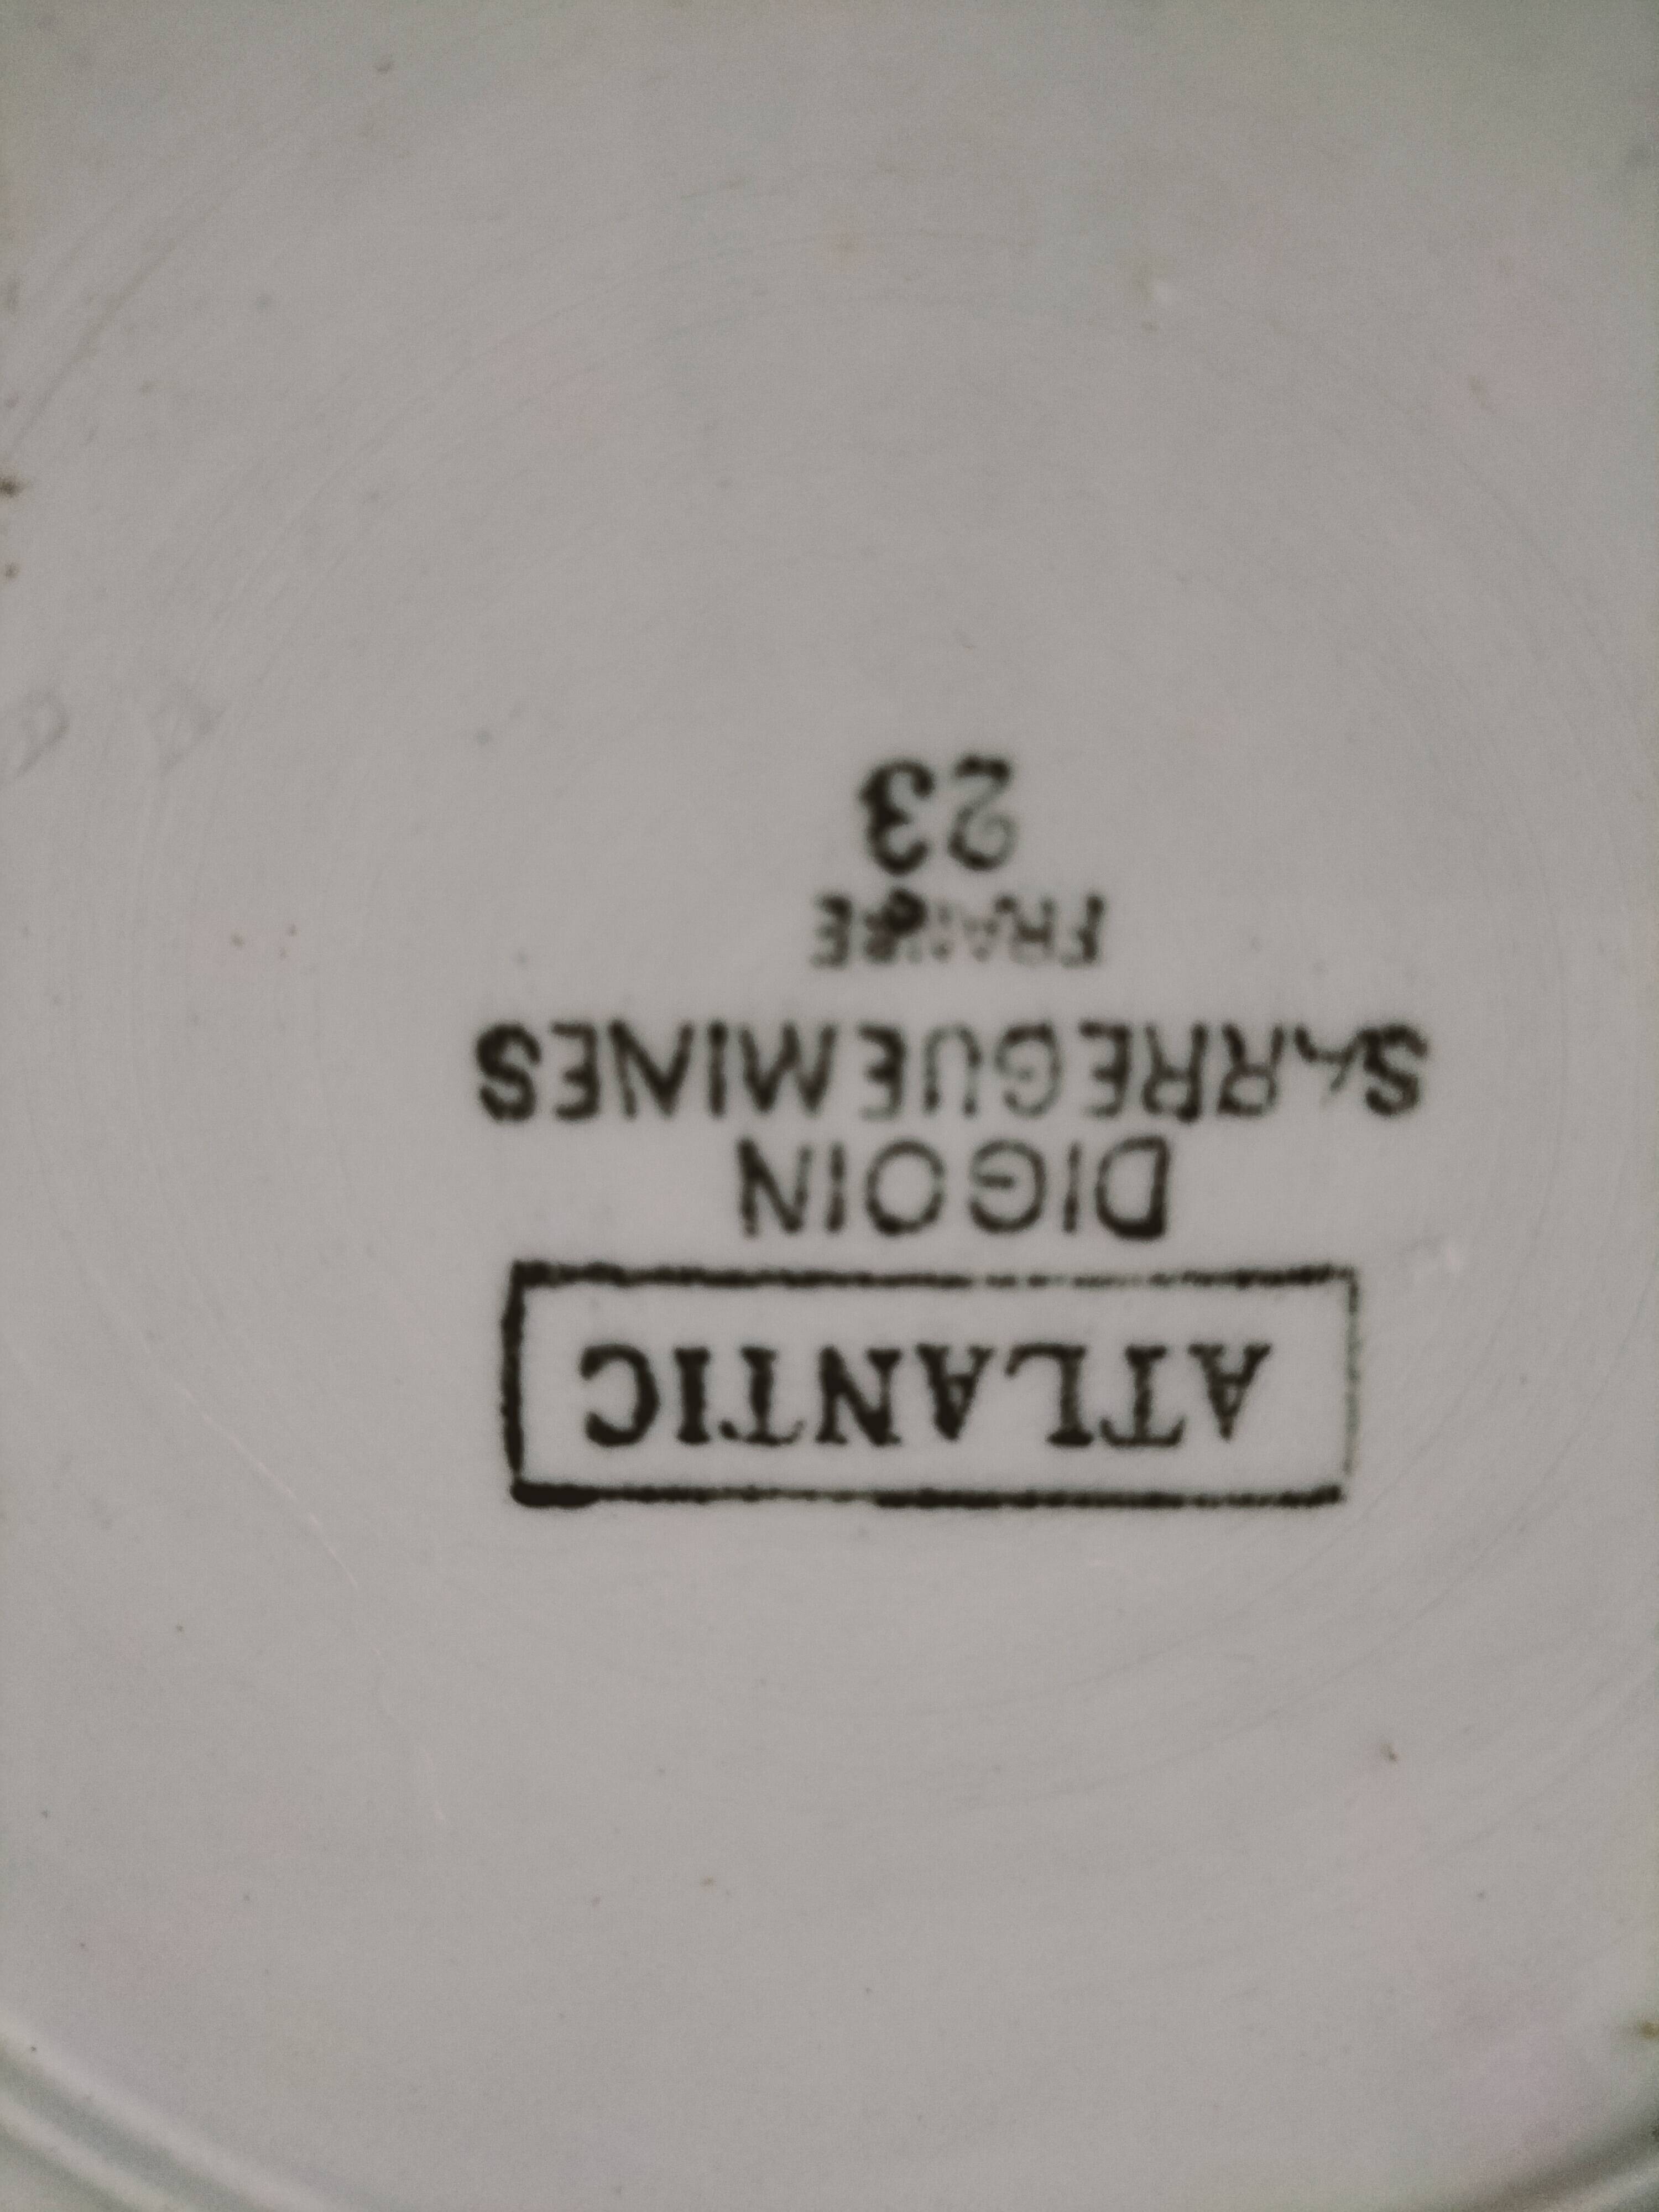 ATLANTIC
DIGOIN
SARREGUEMINES
FRANCE
23